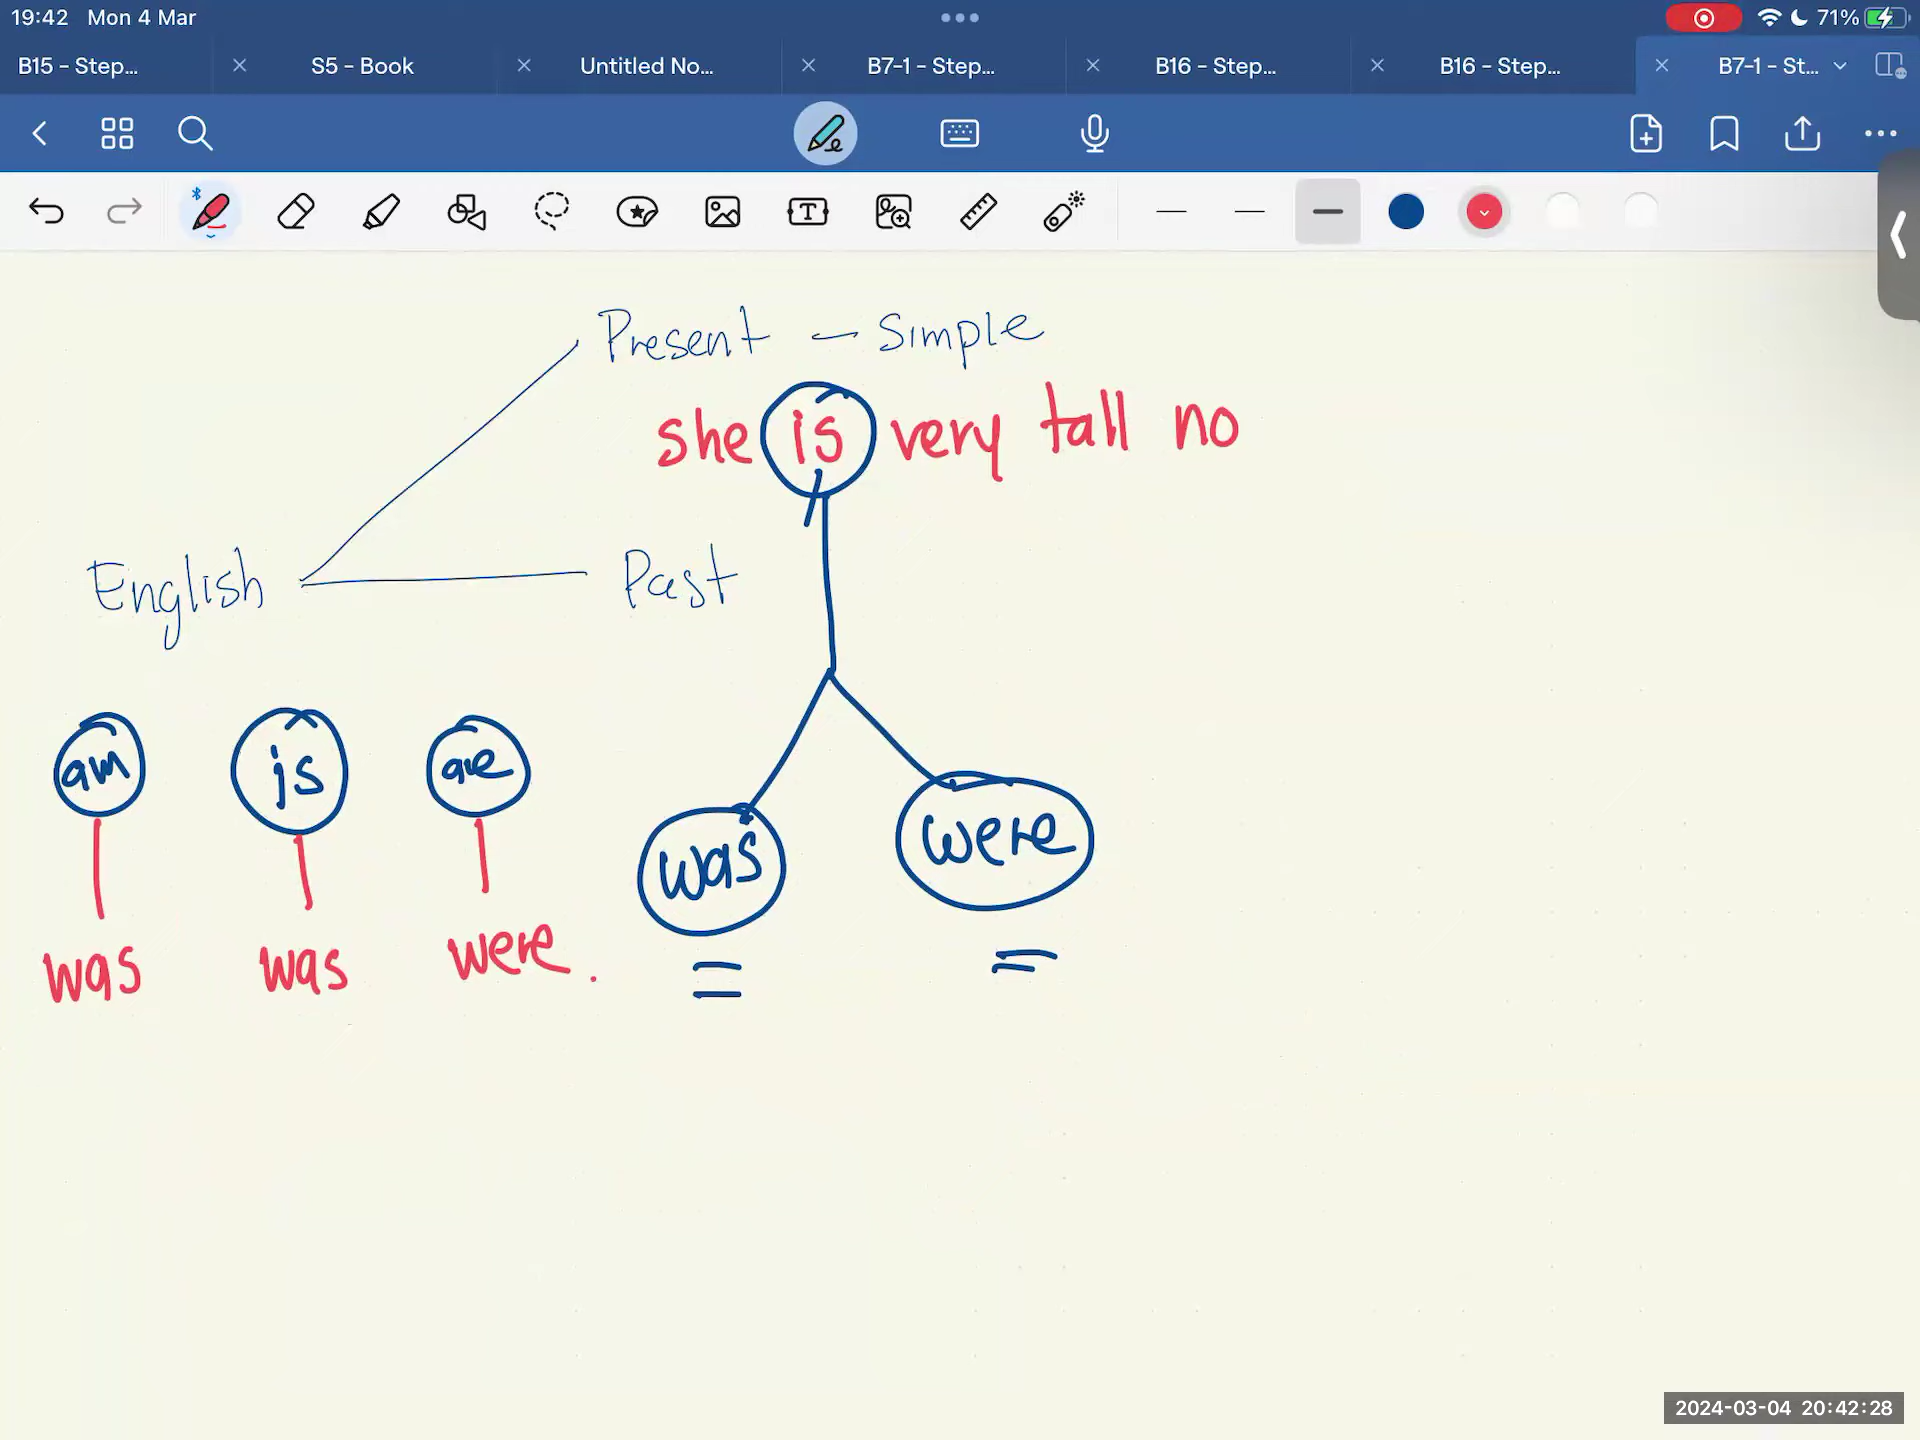 19:42 Mon 4 Mar
71%
B15 - Step...
S5 - Book
Untitled No...
B7-1 - Step...
B16 - Step...
B16 - Step...
B7-1 - St...
Present - Simple
she is very tall no
English
Past
am is are
was were
was was were.
2024-03-04 20:42:28